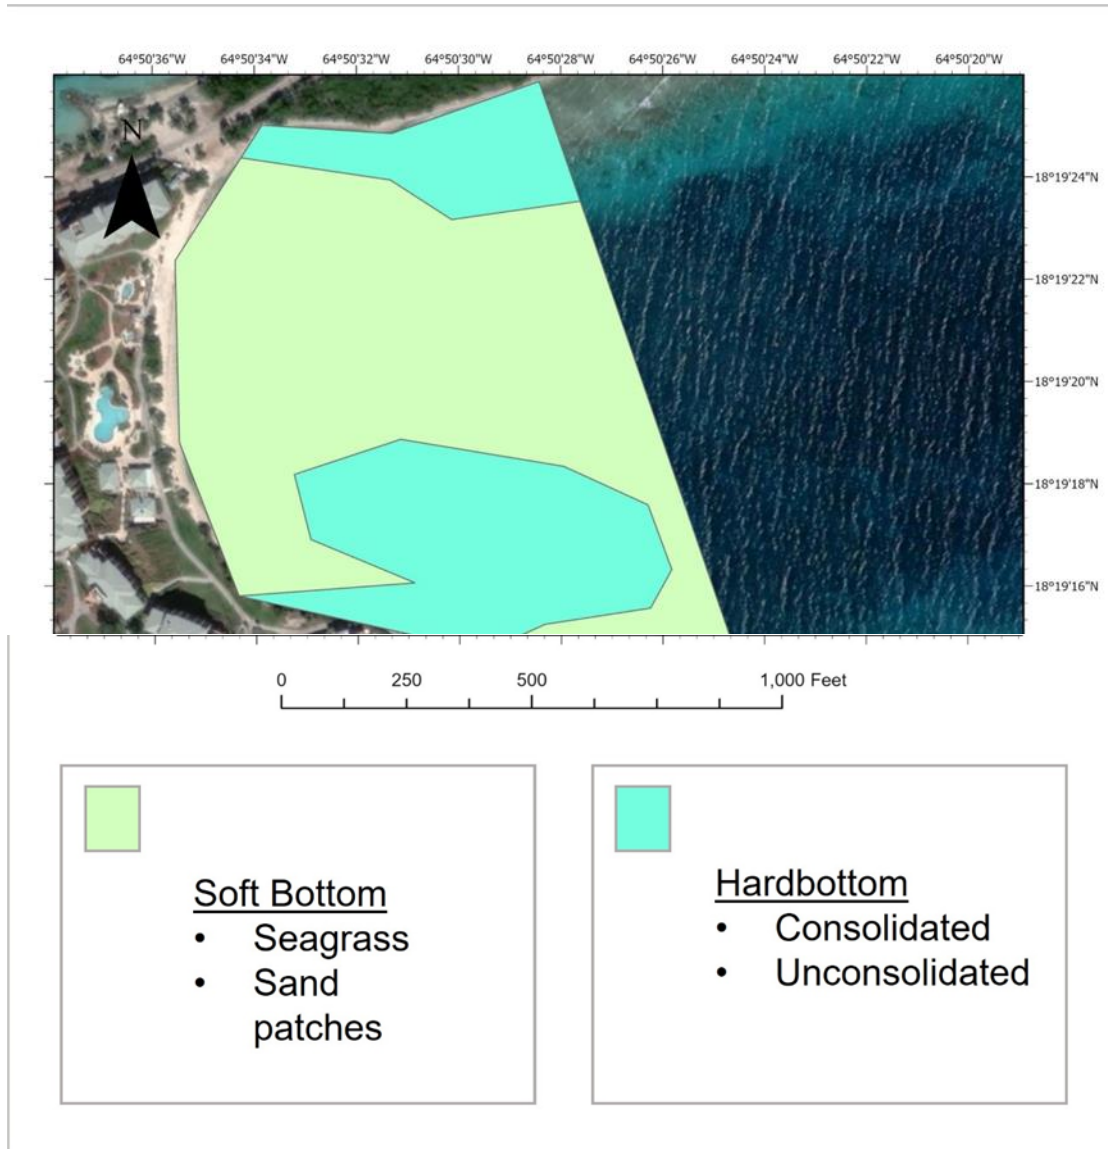 64°50'36"W 64°50'34"W 64°50'32"W 64°50'30"W 64°50'28"W 64°50'26"W 64°50'24"W 64°50'22"W 64°50'20"W
N
18°19'24"N
18°19'22"N
18°19'20"N
18°19'18"N
18°19'16"N
0 250 500 1,000 Feet
Soft Bottom
• Seagrass
• Sand
patches
Hardbottom
• Consolidated
• Unconsolidated